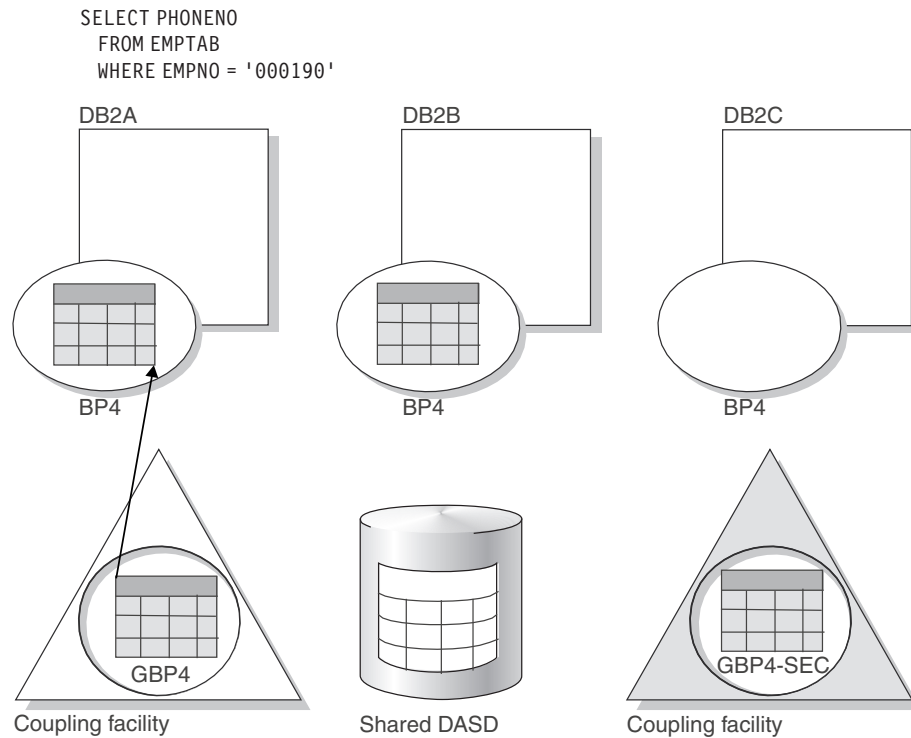 SELECT PHONENO
FROM EMPTAB
WHERE EMPNO = '000190'
DB2A
DB2B
DB2C
BP4
BP4
BP4
GBP4
GBP4-SEC
Coupling facility
Shared DASD
Coupling facility